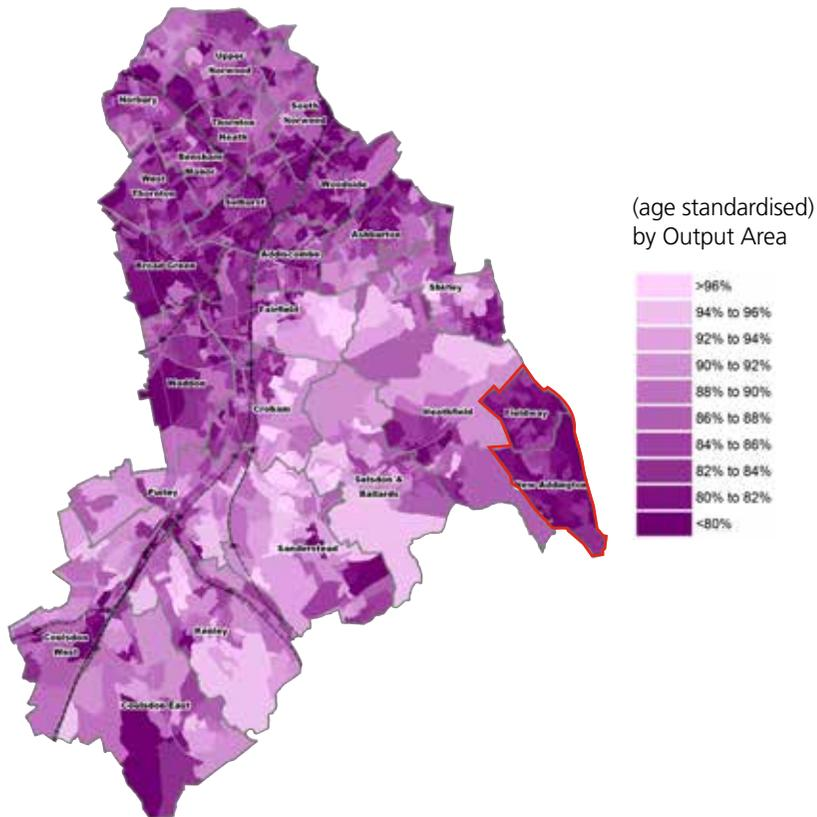 Upper
Norwood
Norbury
South
Norwood
Thornton
Heath
Bensham
Manor
West
Thornton
Woodside
Selhurst
Ashburton
Addiscombe
Broad Green
Shirley
Fairfield
Waddon
Croham
Heathfield
Fieldway
Selsdon &
Ballards
New Addington
Purley
Sanderstead
Kenley
Coulsdon
West
Coulsdon East
(age standardised)
by Output Area
>96%
94% to 96%
92% to 94%
90% to 92%
88% to 90%
86% to 88%
84% to 86%
82% to 84%
80% to 82%
<80%